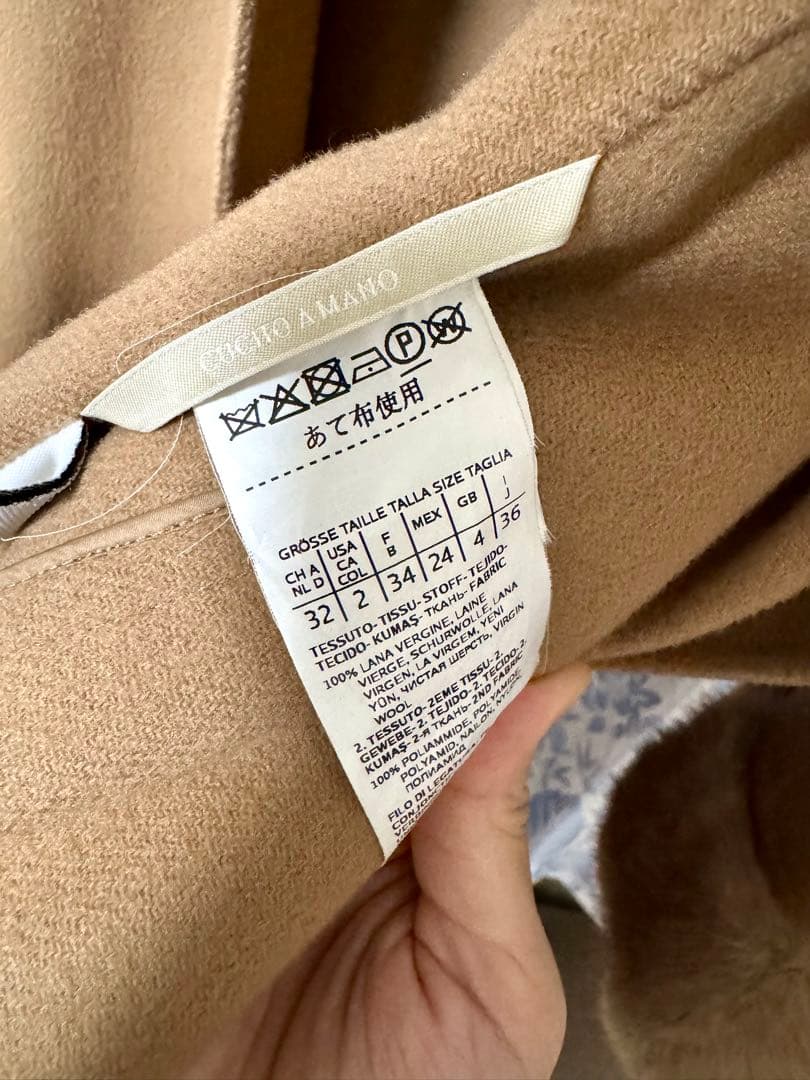 CUCITO A MANO
P W
あて布使用
GRÖSSE TAILLE TALLA SIZE TAGLIA
CH A NL D USA CA COL F B MEX GB I J
32 2 34 24 4 36
TESSUTO-TISSU-STOFF-TEJIDO-
TECIDO-KUMAŞ-ТКАНЬ-FABRIC
100% LANA VERGINE, LAINE
VIERGE, SCHURWOLLE, LANA
VIRGEN, LA VIRGEM, YENI
YÜN, ЧИСТАЯ ШЕРСТЬ, VIRGIN
WOOL
2. TESSUTO-2EME TISSU-2.
GEWEBE-2. TEJIDO-2. TECIDO-2.
KUMAŞ-2-Я ТКАНЬ-2ND FABRIC
100% POLIAMMIDE, POLYAMIDE,
POLYAMID, NAILON, NYLON,
ПОЛИАМИД
FILO DI